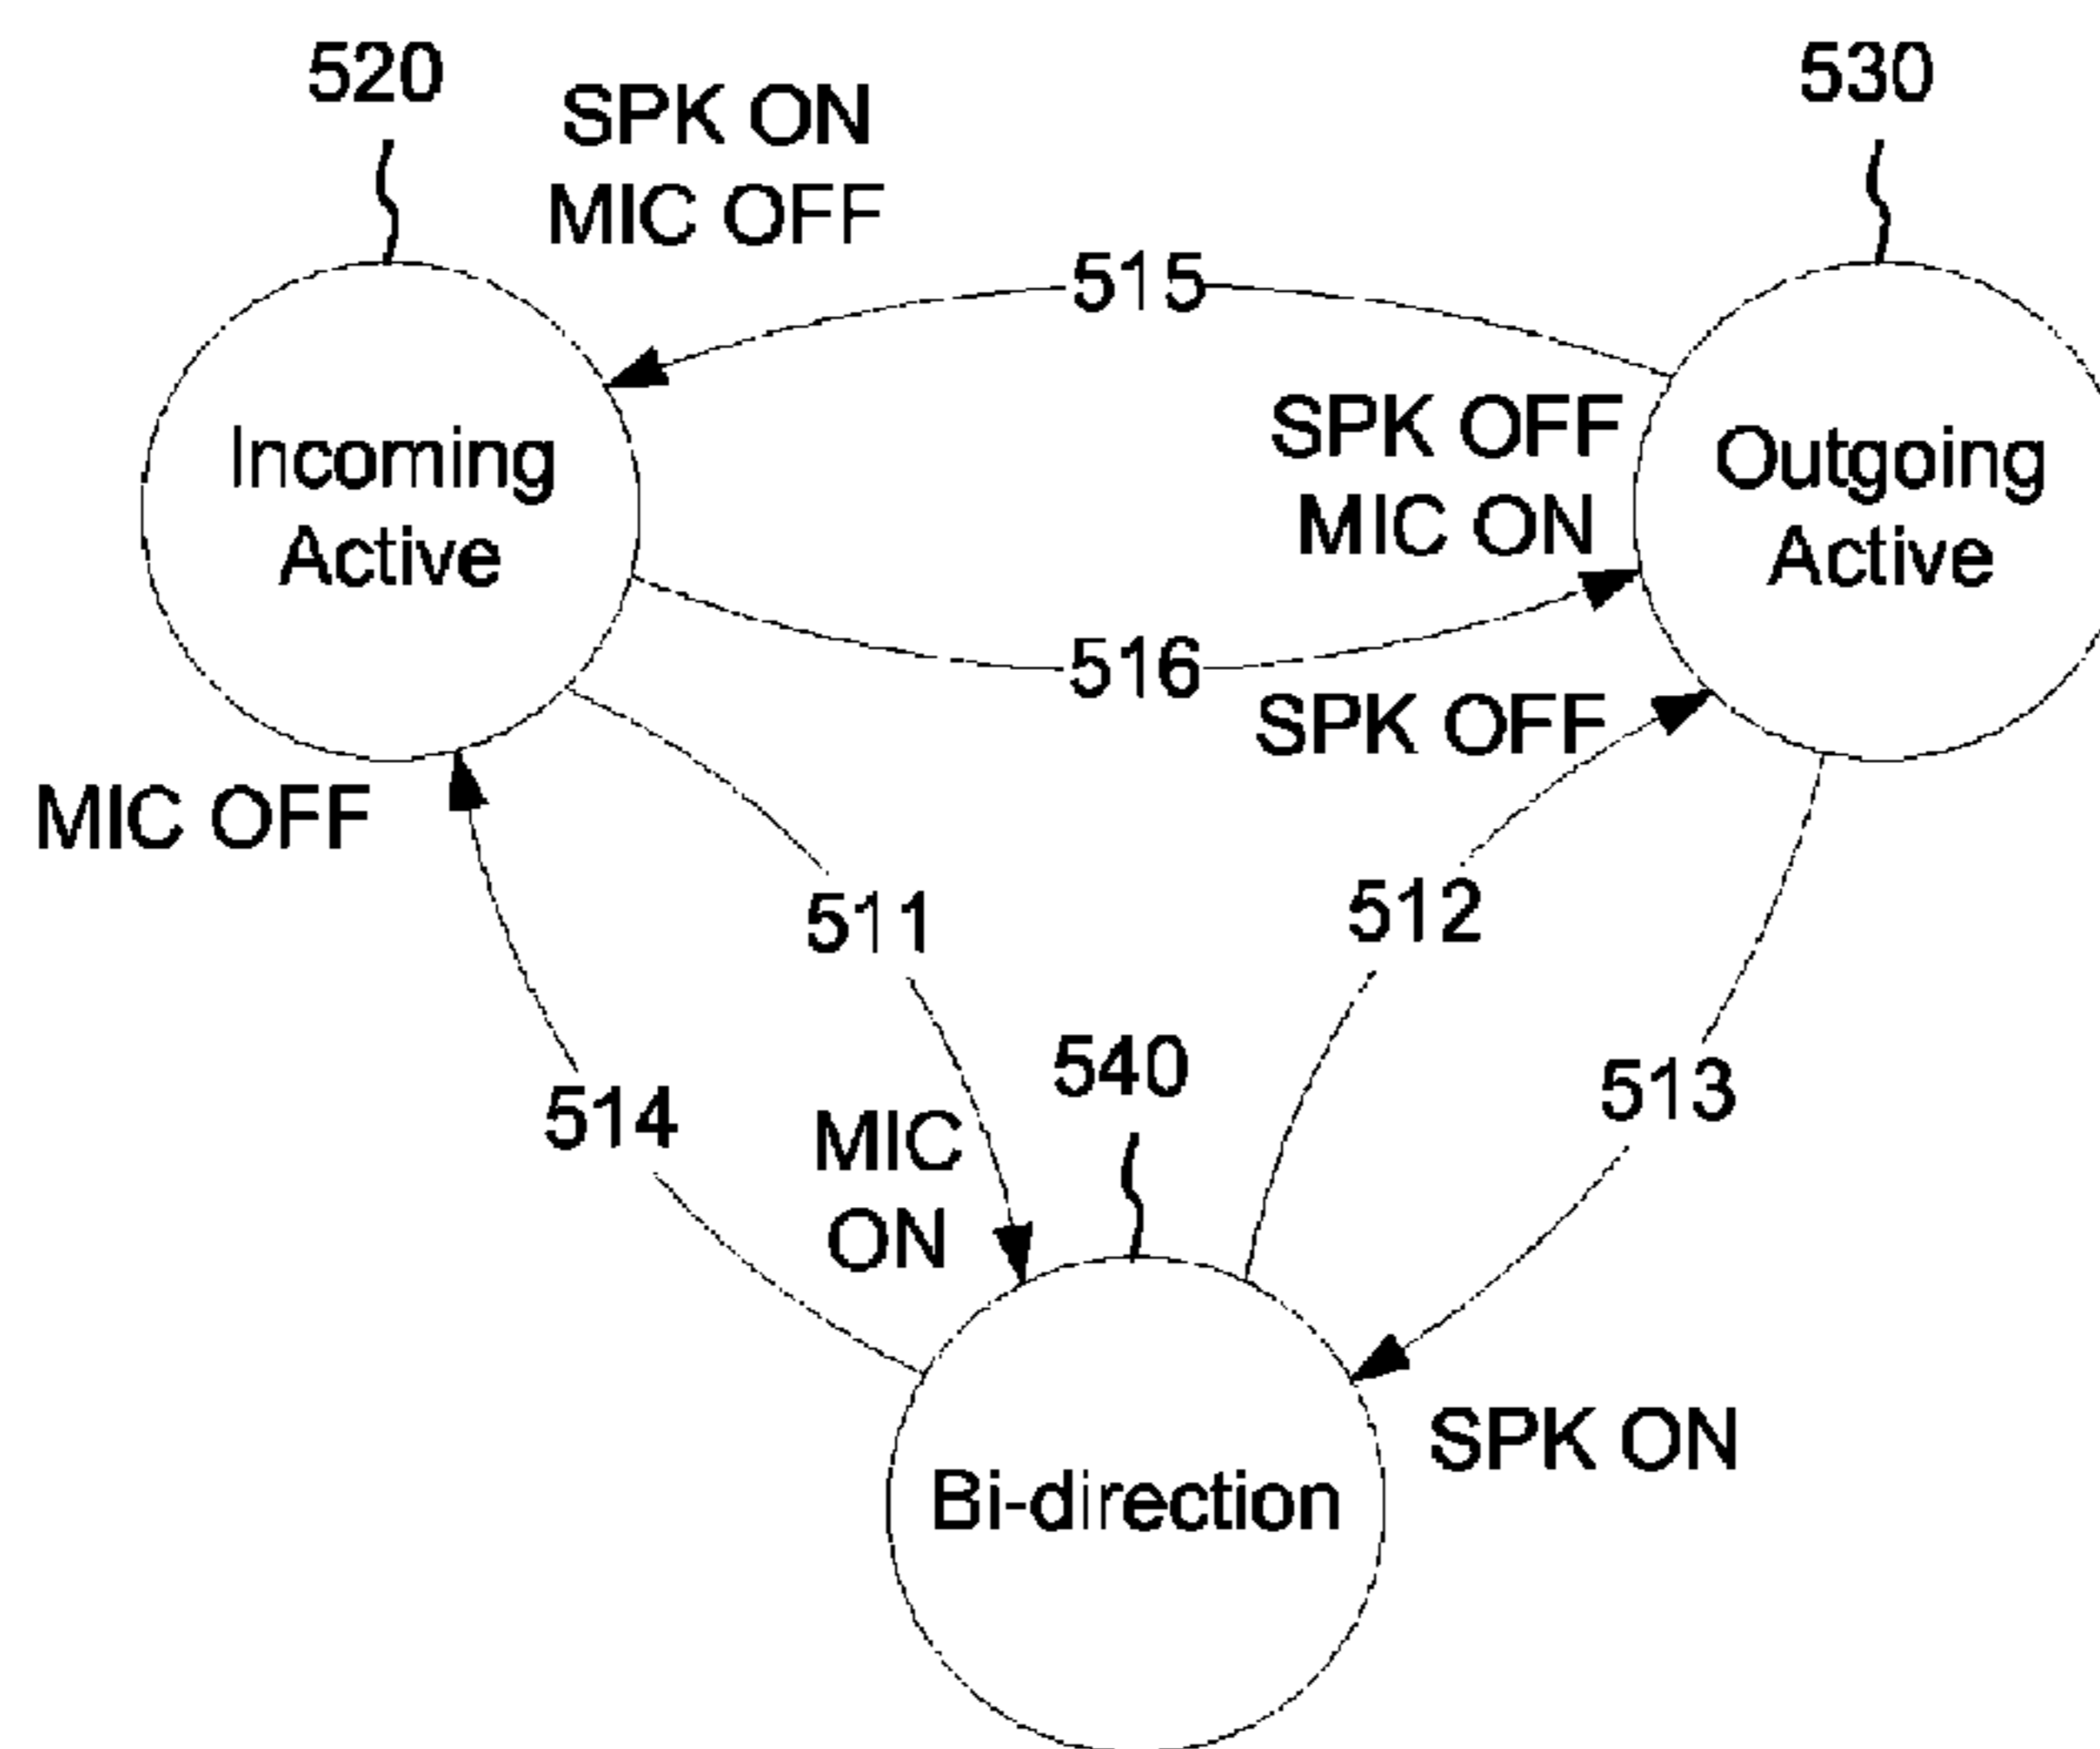 520
530
SPK ON
MIC OFF
515
SPK OFF
MIC ON
Incoming
Active
Outgoing
Active
516
SPK OFF
MIC OFF
511
512
540
513
514
MIC
ON
SPK ON
Bi-direction